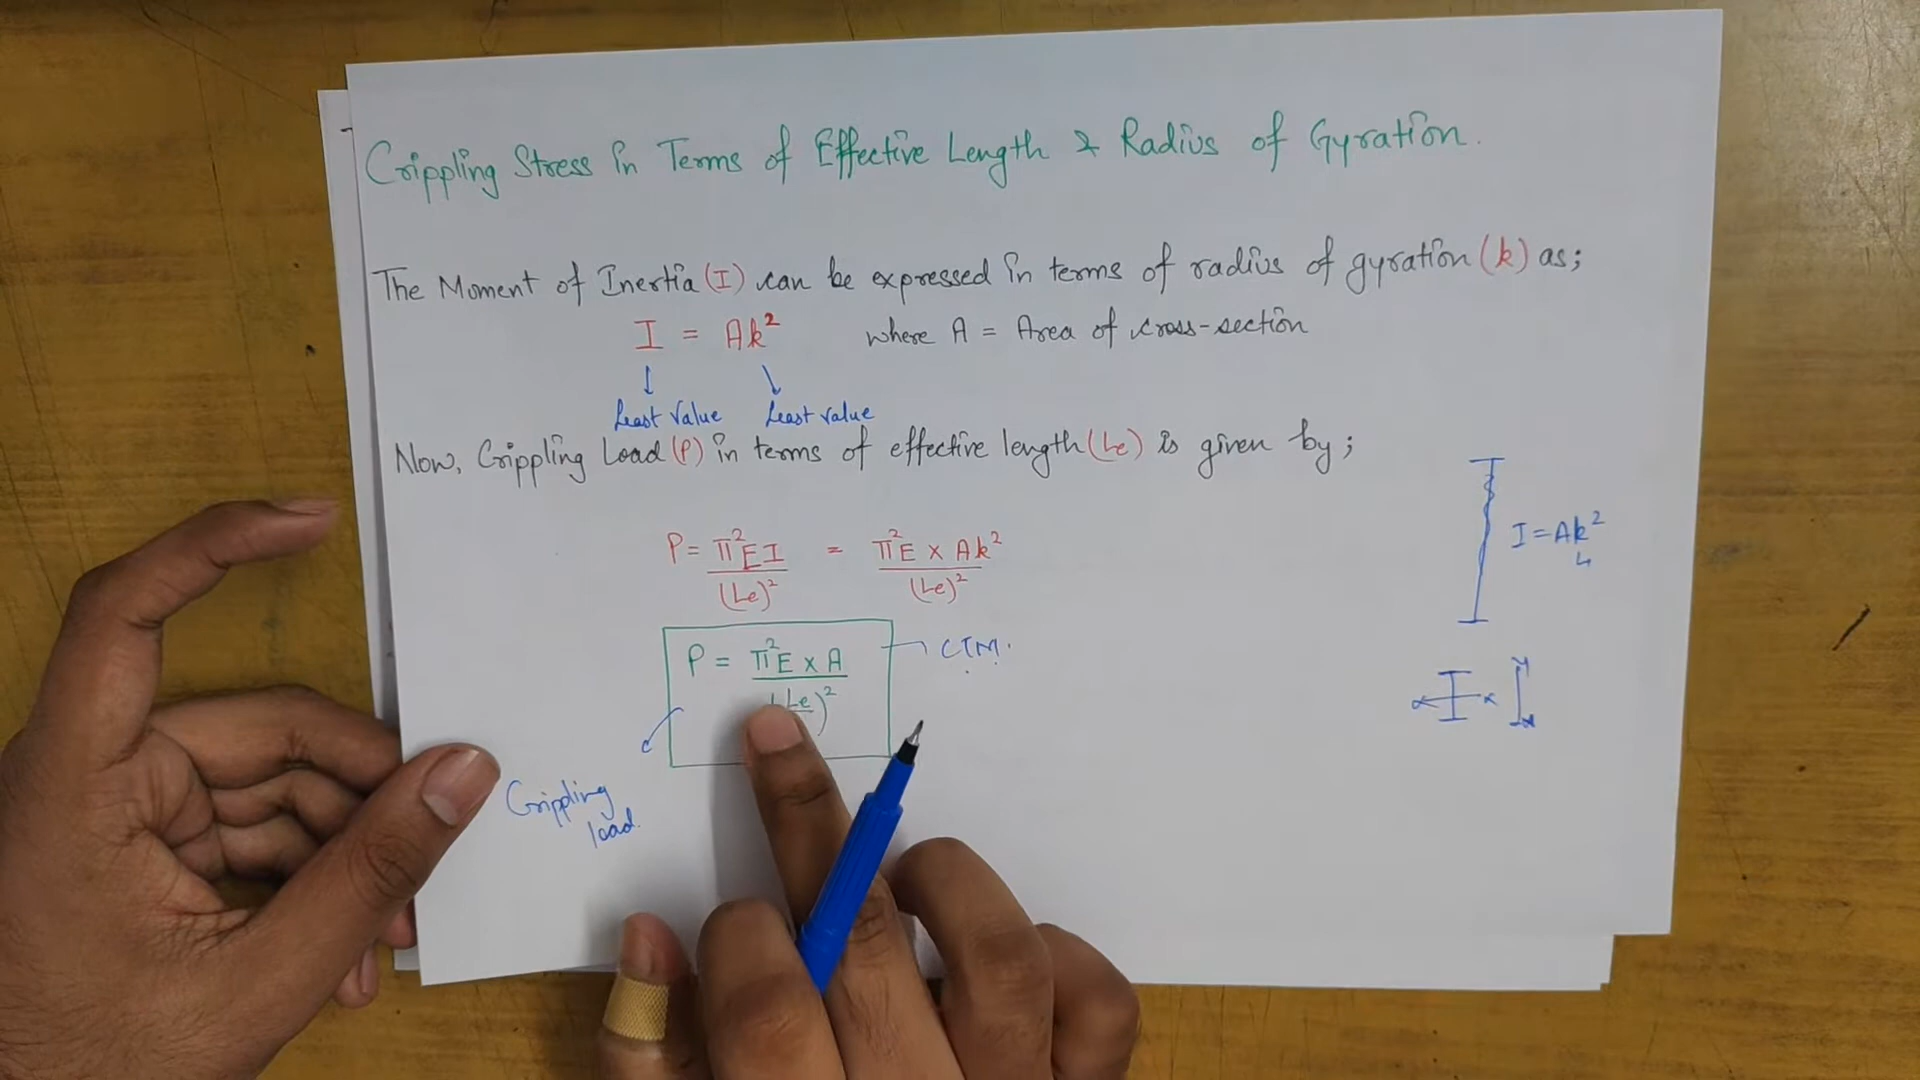 Crippling Stress in Terms of Effective Length & Radius of Gyration.
The Moment of Inertia (I) can be expressed in terms of radius of gyration (k) as;
I = Ak² where A = Area of cross-section
↓ ↘
Least Value Least value
Now, Crippling Load (P) in terms of effective length (Le) is given by;
P = π²EI/(Le)² = π²E × Ak²/(Le)²
I = Ak²
P = π²E × A
Le)²
Crippling
load.